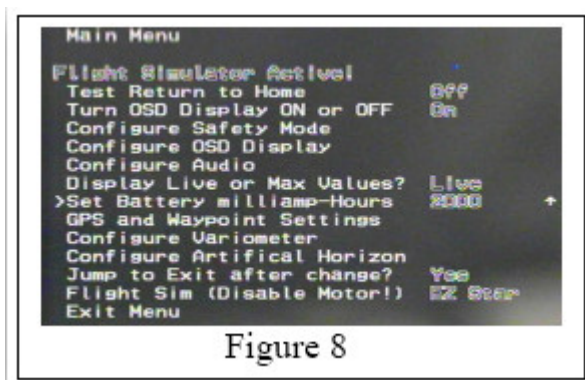 Main Menu
Flight Simulator Active!
Test Return to Home Off
Turn OSD Display ON or OFF On
Configure Safety Mode
Configure OSD Display
Configure Audio
Display Live or Max Values? Live
>Set Battery milliamp-Hours 2000
GPS and Waypoint Settings
Configure Variometer
Configure Artifical Horizon
Jump to Exit after change? Yes
Flight Sim (Disable Motor!) EZ Star
Exit Menu
Figure 8